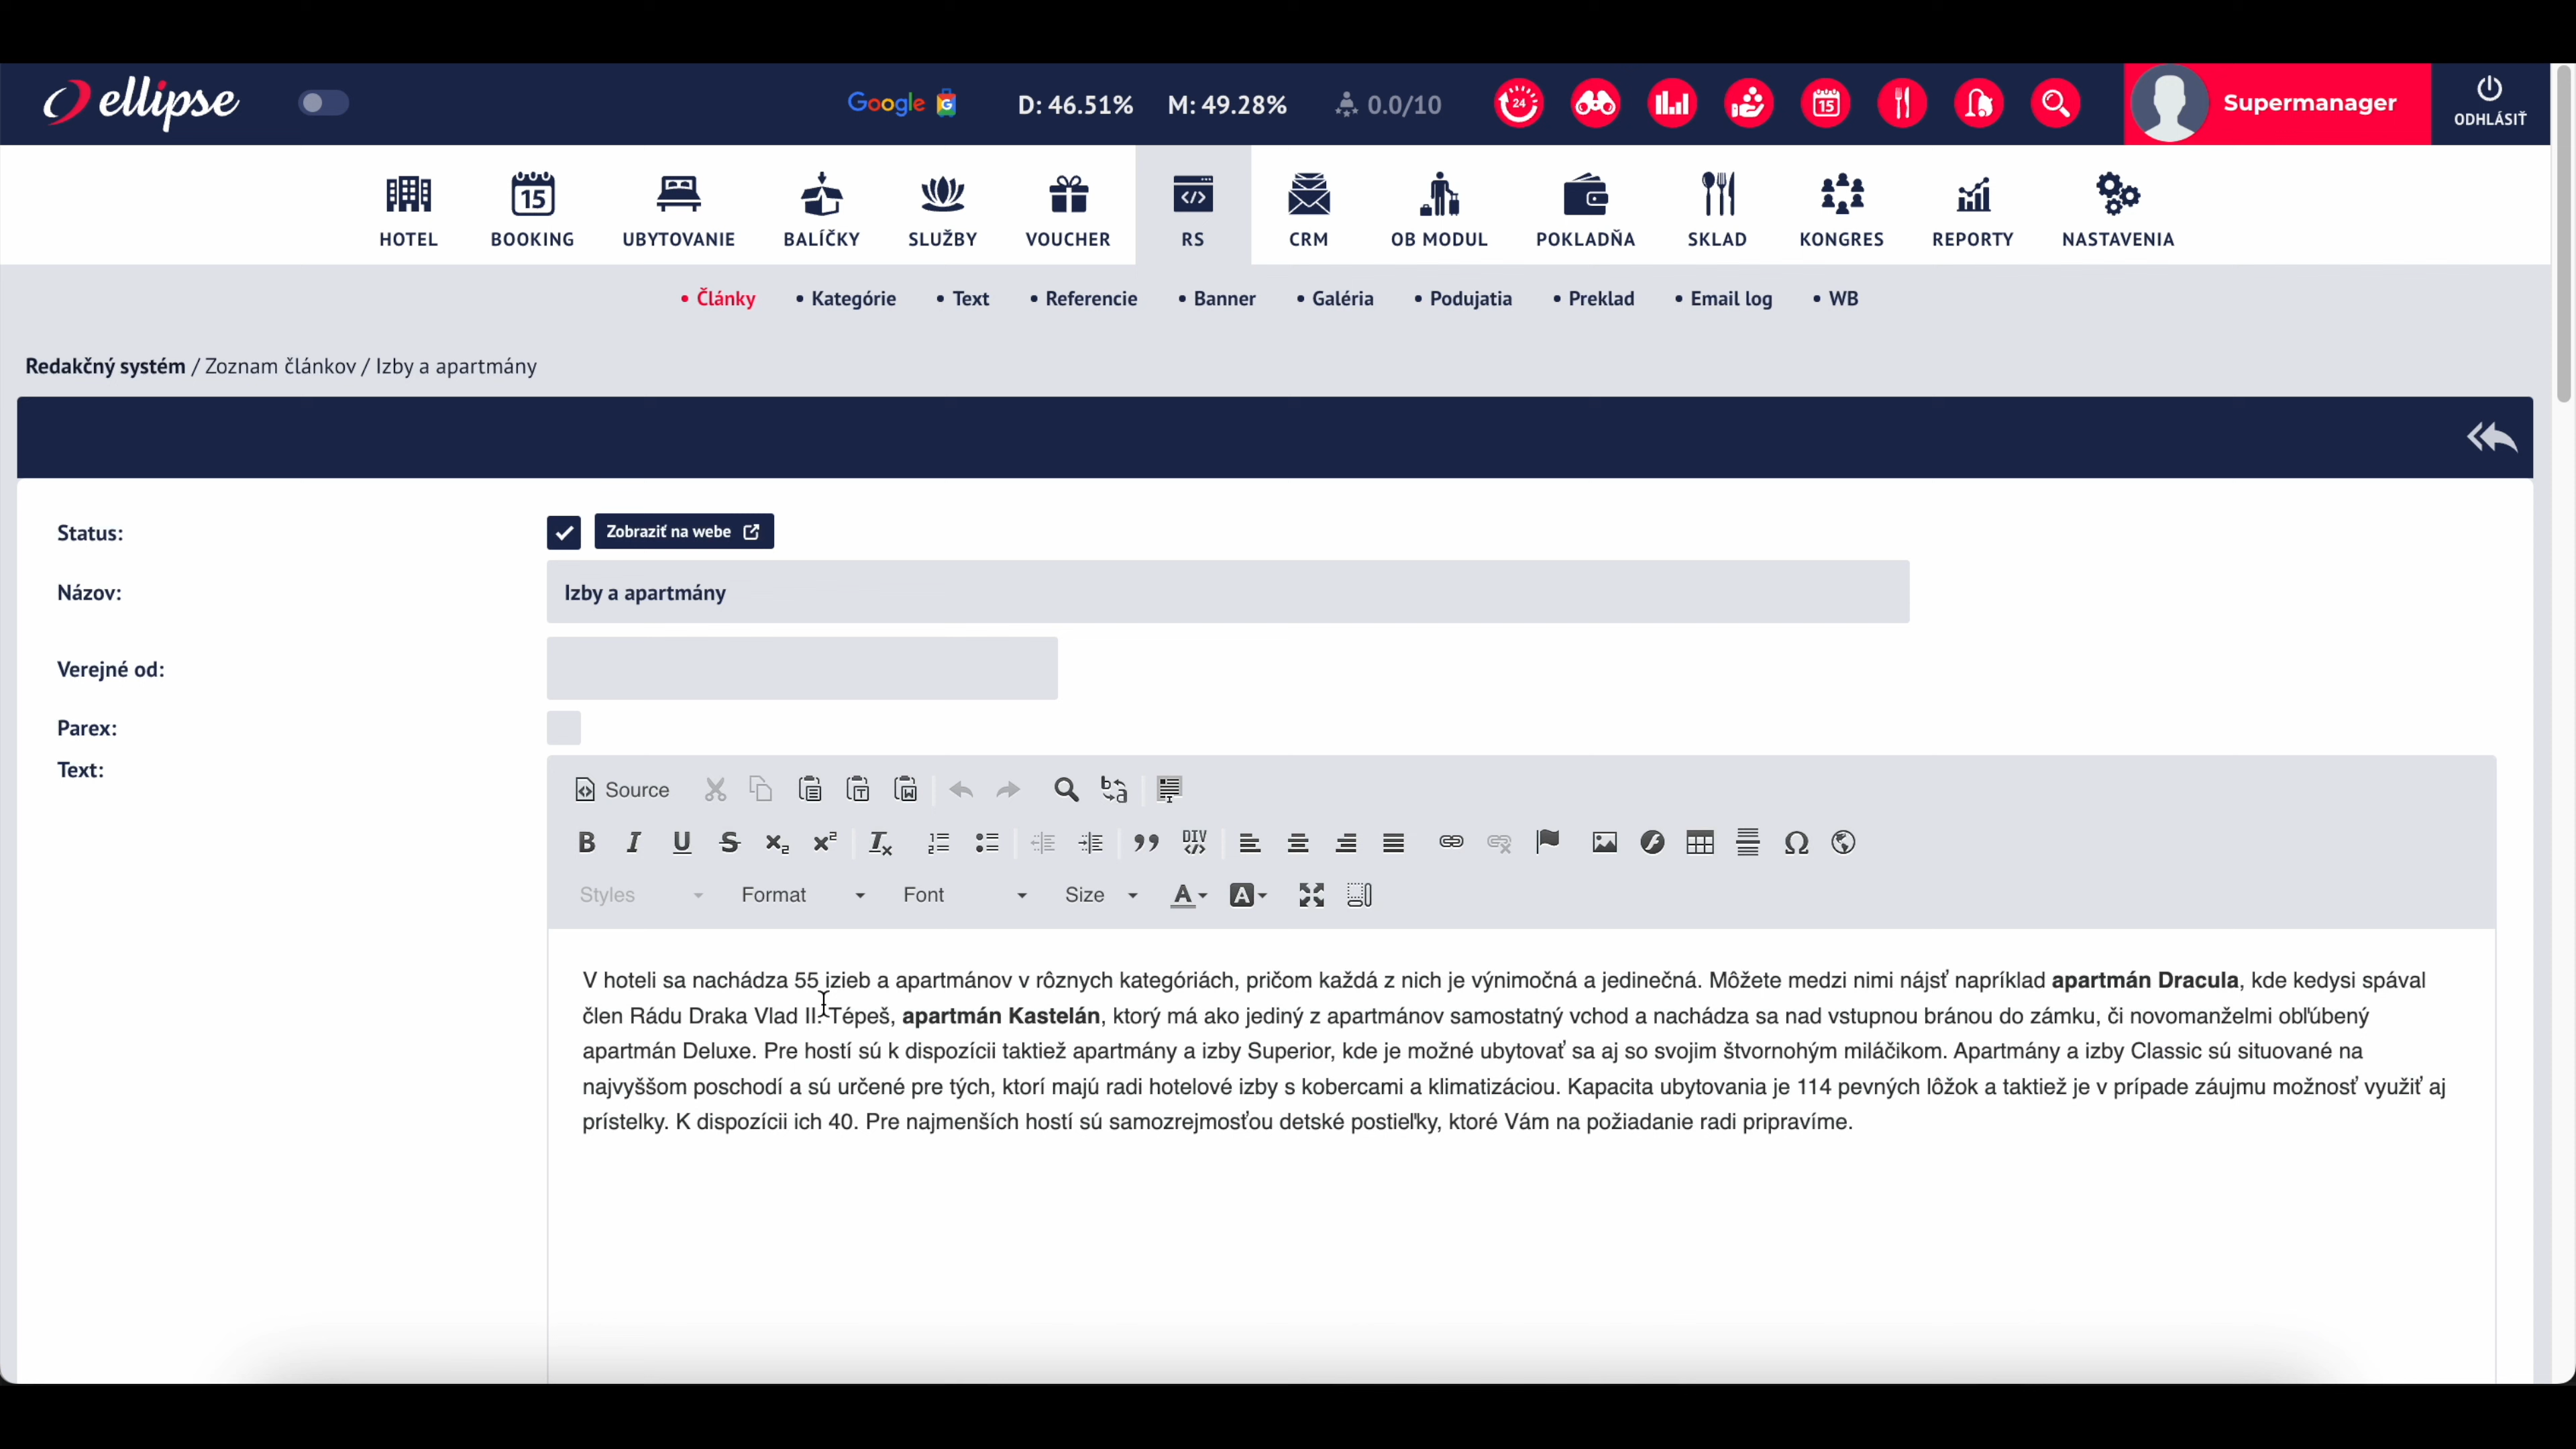 ellipse
Google G D: 46.51% M: 49.28% 0.0/10 24 15 Supermanager ODHLÁSIŤ
15
HOTEL BOOKING UBYTOVANIE BALÍČKY SLUŽBY VOUCHER RS CRM OB MODUL POKLADŇA SKLAD KONGRES REPORTY NASTAVENIA
• Články • Kategórie • Text • Referencie • Banner • Galéria • Podujatia • Preklad • Email log • WB
Redakčný systém / Zoznam článkov / Izby a apartmány
Status: Zobraziť na webe
Názov: Izby a apartmány
Verejné od:
Parex:
Text:
Source
Styles Format Font Size
V hoteli sa nachádza 55 izieb a apartmánov v rôznych kategóriách, pričom každá z nich je výnimočná a jedinečná. Môžete medzi nimi nájsť napríklad apartmán Dracula, kde kedysi spával
člen Rádu Draka Vlad II. Tépeš, apartmán Kastelán, ktorý má ako jediný z apartmánov samostatný vchod a nachádza sa nad vstupnou bránou do zámku, či novomanželmi obľúbený
apartmán Deluxe. Pre hostí sú k dispozícii taktiež apartmány a izby Superior, kde je možné ubytovať sa aj so svojim štvornohým miláčikom. Apartmány a izby Classic sú situované na
najvyššom poschodí a sú určené pre tých, ktorí majú radi hotelové izby s kobercami a klimatizáciou. Kapacita ubytovania je 114 pevných lôžok a taktiež je v prípade záujmu možnosť využiť aj
prístelky. K dispozícii ich 40. Pre najmenších hostí sú samozrejmosťou detské postieľky, ktoré Vám na požiadanie radi pripravíme.